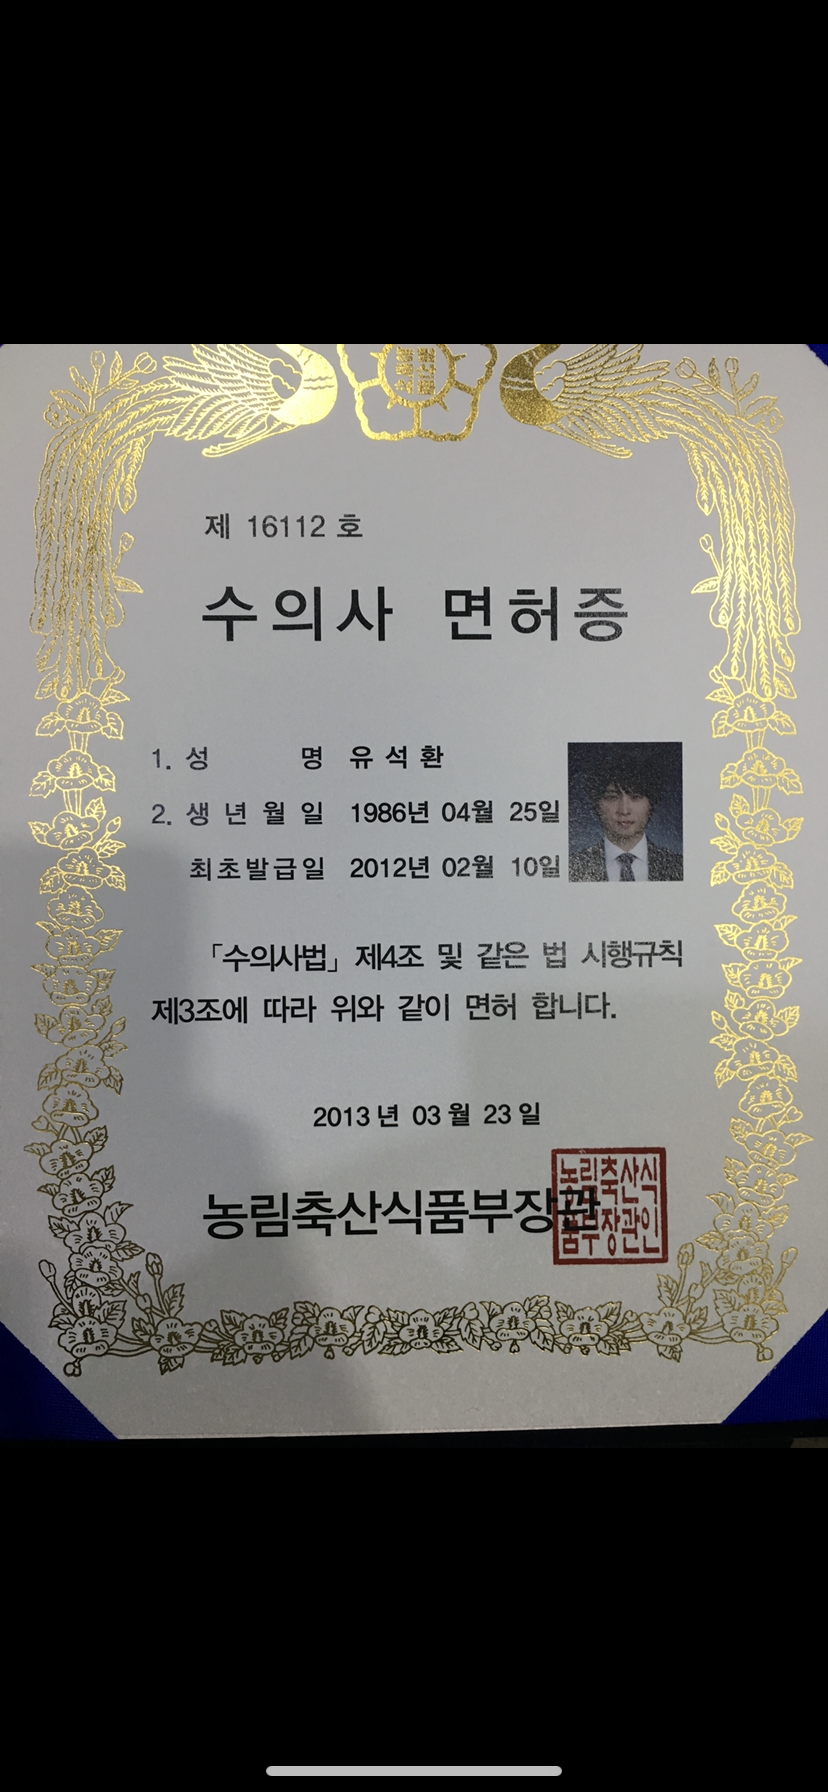 제 16112 호
수의사 면허증
1. 성 명 유 석 환
2. 생 년 월 일 1986년 04월 25일
최초발급일 2012년 02월 10일
「수의사법」 제4조 및 같은 법 시행규칙
제3조에 따라 위와 같이 면허 합니다.
2013 년 03 월 23 일
농림축산식품부장관
농림축산식
품부장관인